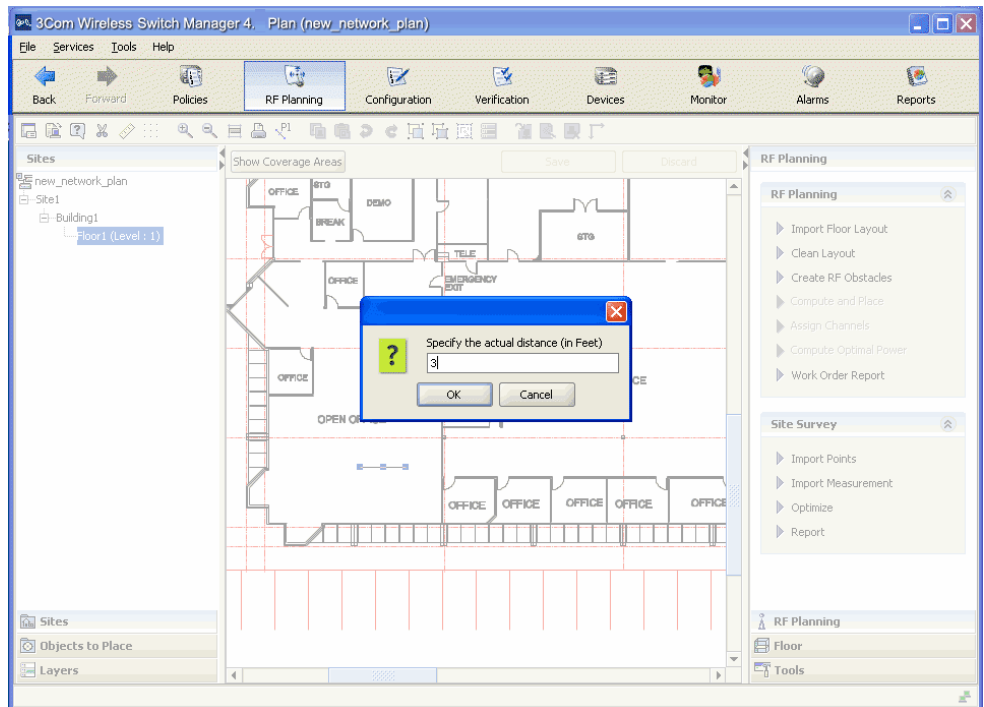 3Com Wireless Switch Manager 4. Plan (new_network_plan)
File Services Tools Help
Back Forward Policies RF Planning Configuration Verification Devices Monitor Alarms Reports
P1
Sites
Show Coverage Areas Save Discard
RF Planning
new_network_plan
Site1
Building1
Floor1 (Level : 1)
OFFICE
STG
DEMO
BREAK
STG
TELE
EMERGENCY EXIT
OFFICE
OFFICE
OPEN
OFFICE OFFICE OFFICE OFFICE OFFICE
Specify the actual distance (in Feet)
3
OK Cancel
RF Planning
Import Floor Layout
Clean Layout
Create RF Obstacles
Compute and Place
Assign Channels
Compute Optimal Power
Work Order Report
Site Survey
Import Points
Import Measurement
Optimize
Report
Sites
Objects to Place
Layers
RF Planning
Floor
Tools